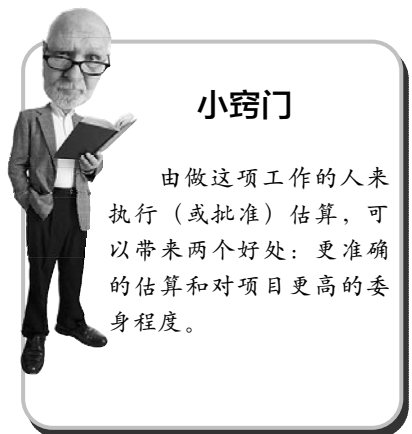 小窍门
由做这项工作的人来
执行（或批准）估算，可
以带来两个好处：更准确
的估算和对项目更高的委
身程度。